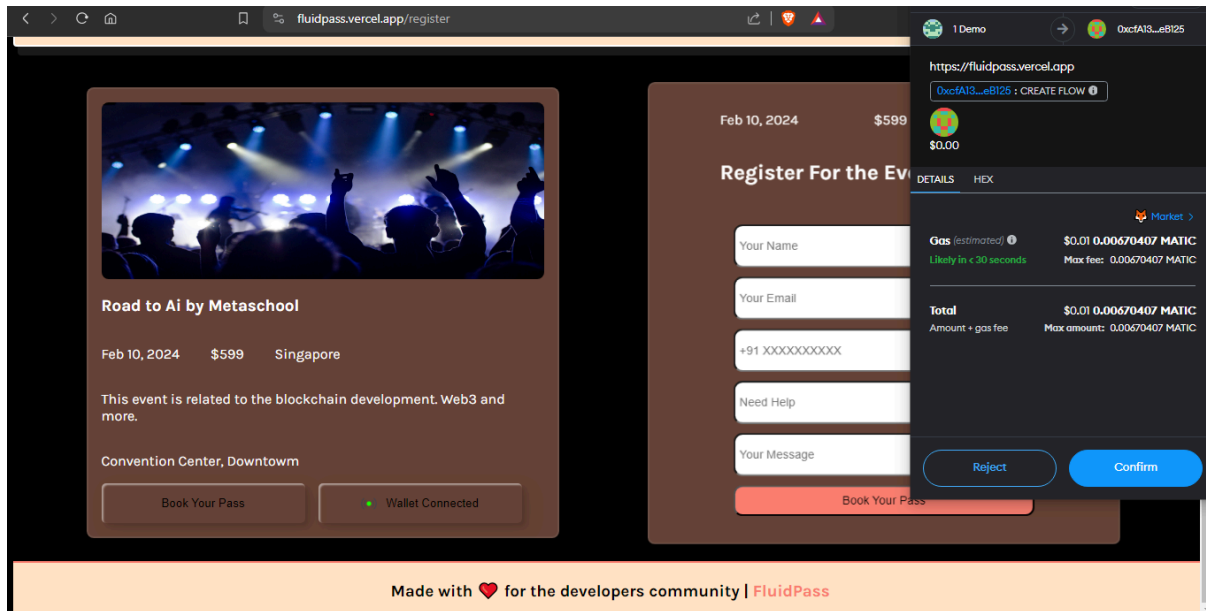 fluidpass.vercel.app/register
Road to Ai by Metaschool
Feb 10, 2024 $599 Singapore
This event is related to the blockchain development. Web3 and
more.
Convention Center, Downtowm
Book Your Pass
Wallet Connected
Feb 10, 2024 $599
Register For the Eve
Your Name
Your Email
+91 XXXXXXXXXX
Need Help
Your Message
Book Your Pass
1 Demo
0xcfA13...eB125
https://fluidpass.vercel.app
0xcfA13...eB125 : CREATE FLOW
$0.00
DETAILS HEX
Market >
Gas (estimated) $0.01 0.00670407 MATIC
Likely in < 30 seconds Max fee: 0.00670407 MATIC
Total $0.01 0.00670407 MATIC
Amount + gas fee Max amount: 0.00670407 MATIC
Reject
Confirm
Made with ❤ for the developers community | FluidPass